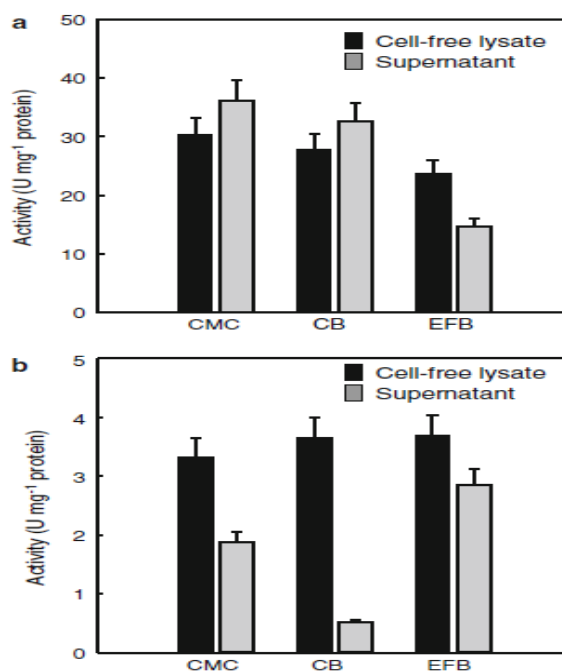 a
50
40
30
20
10
0
Activity (U mg⁻¹ protein)
Cell-free lysate
Supernatant
CMC CB EFB
b
5
4
3
2
1
0
Activity (U mg⁻¹ protein)
Cell-free lysate
Supernatant
CMC CB EFB